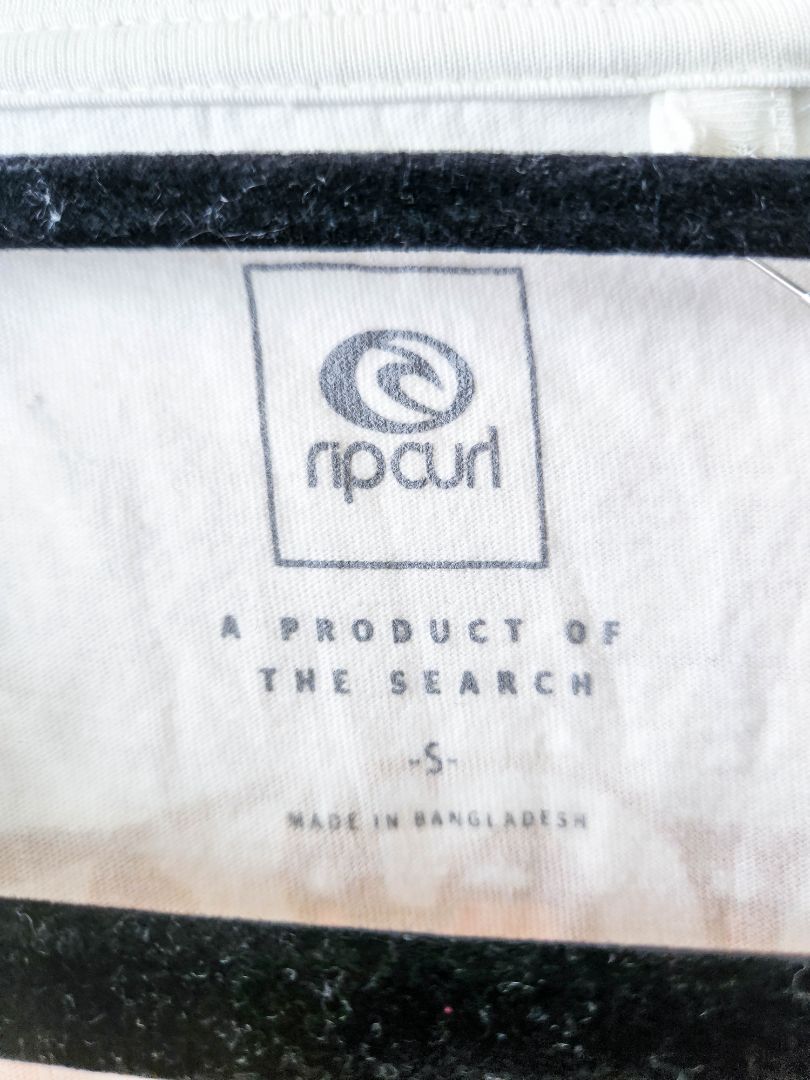 ripcurl
A PRODUCT OF
THE SEARCH
-S-
MADE IN BANGLADESH